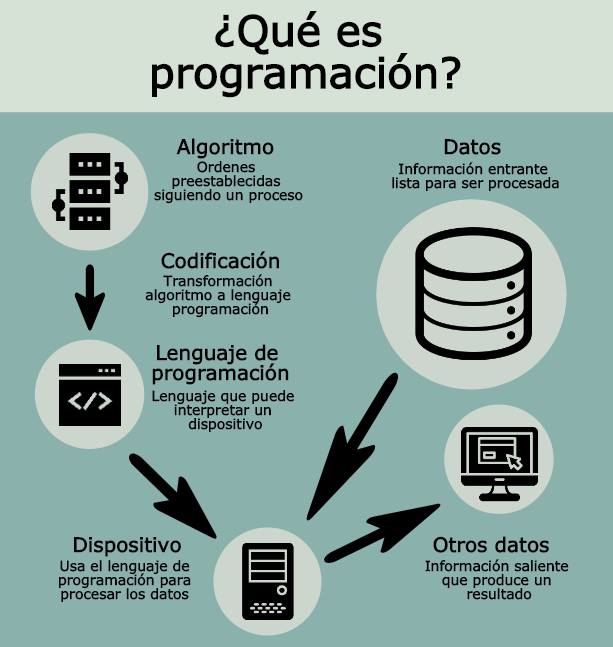 ¿Qué es
programación?
Algoritmo
Ordenes
preestablecidas
siguiendo un proceso
Datos
Información entrante
lista para ser procesada
Codificación
Transformación
algoritmo a lenguaje
programación
Lenguaje de
programación
Lenguaje que puede
interpretar un
dispositivo
</>
Dispositivo
Usa el lenguaje de
programación para
procesar los datos
Otros datos
Información saliente
que produce un
resultado